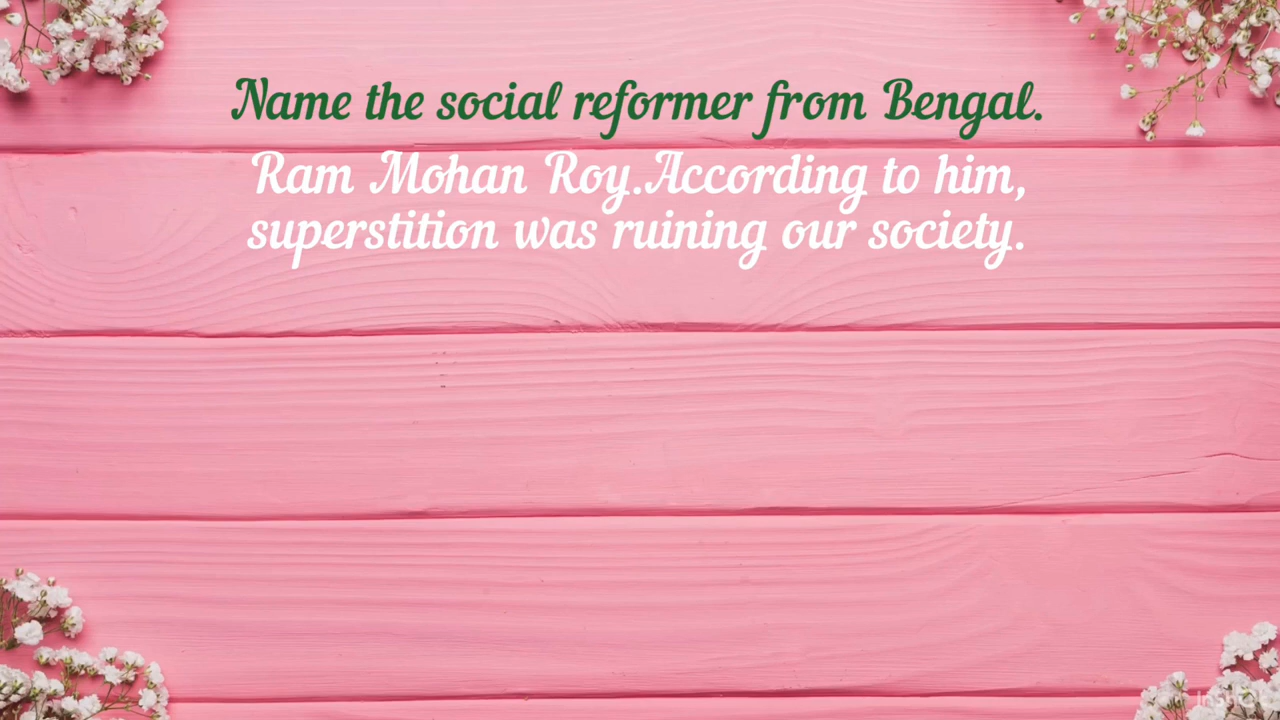 Name the social reformer from Bengal.
Ram Mohan Roy.According to him,
superstition was ruining our society.